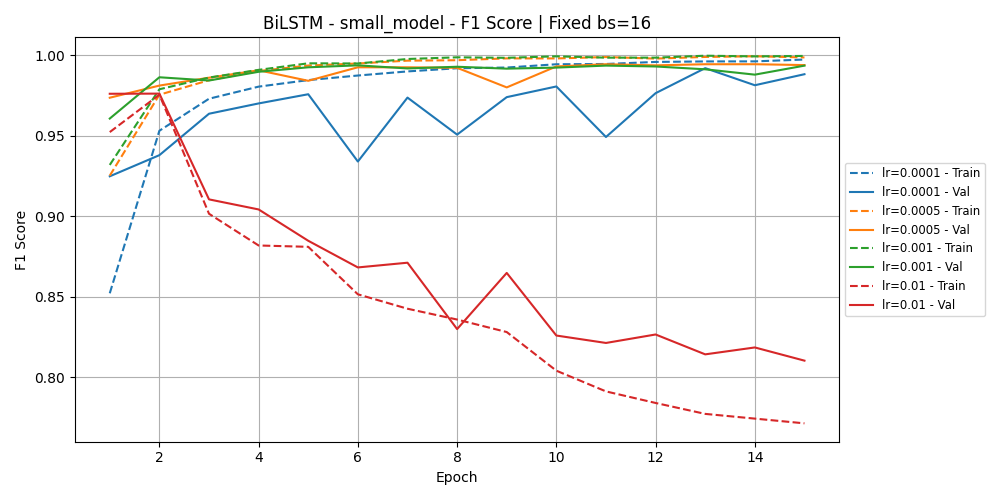 BiLSTM - small_model - F1 Score | Fixed bs=16
F1 Score
1.00
0.95
0.90
0.85
0.80
2 4 6 8 10 12 14
Epoch
lr=0.0001 - Train
lr=0.0001 - Val
lr=0.0005 - Train
lr=0.0005 - Val
lr=0.001 - Train
lr=0.001 - Val
lr=0.01 - Train
lr=0.01 - Val